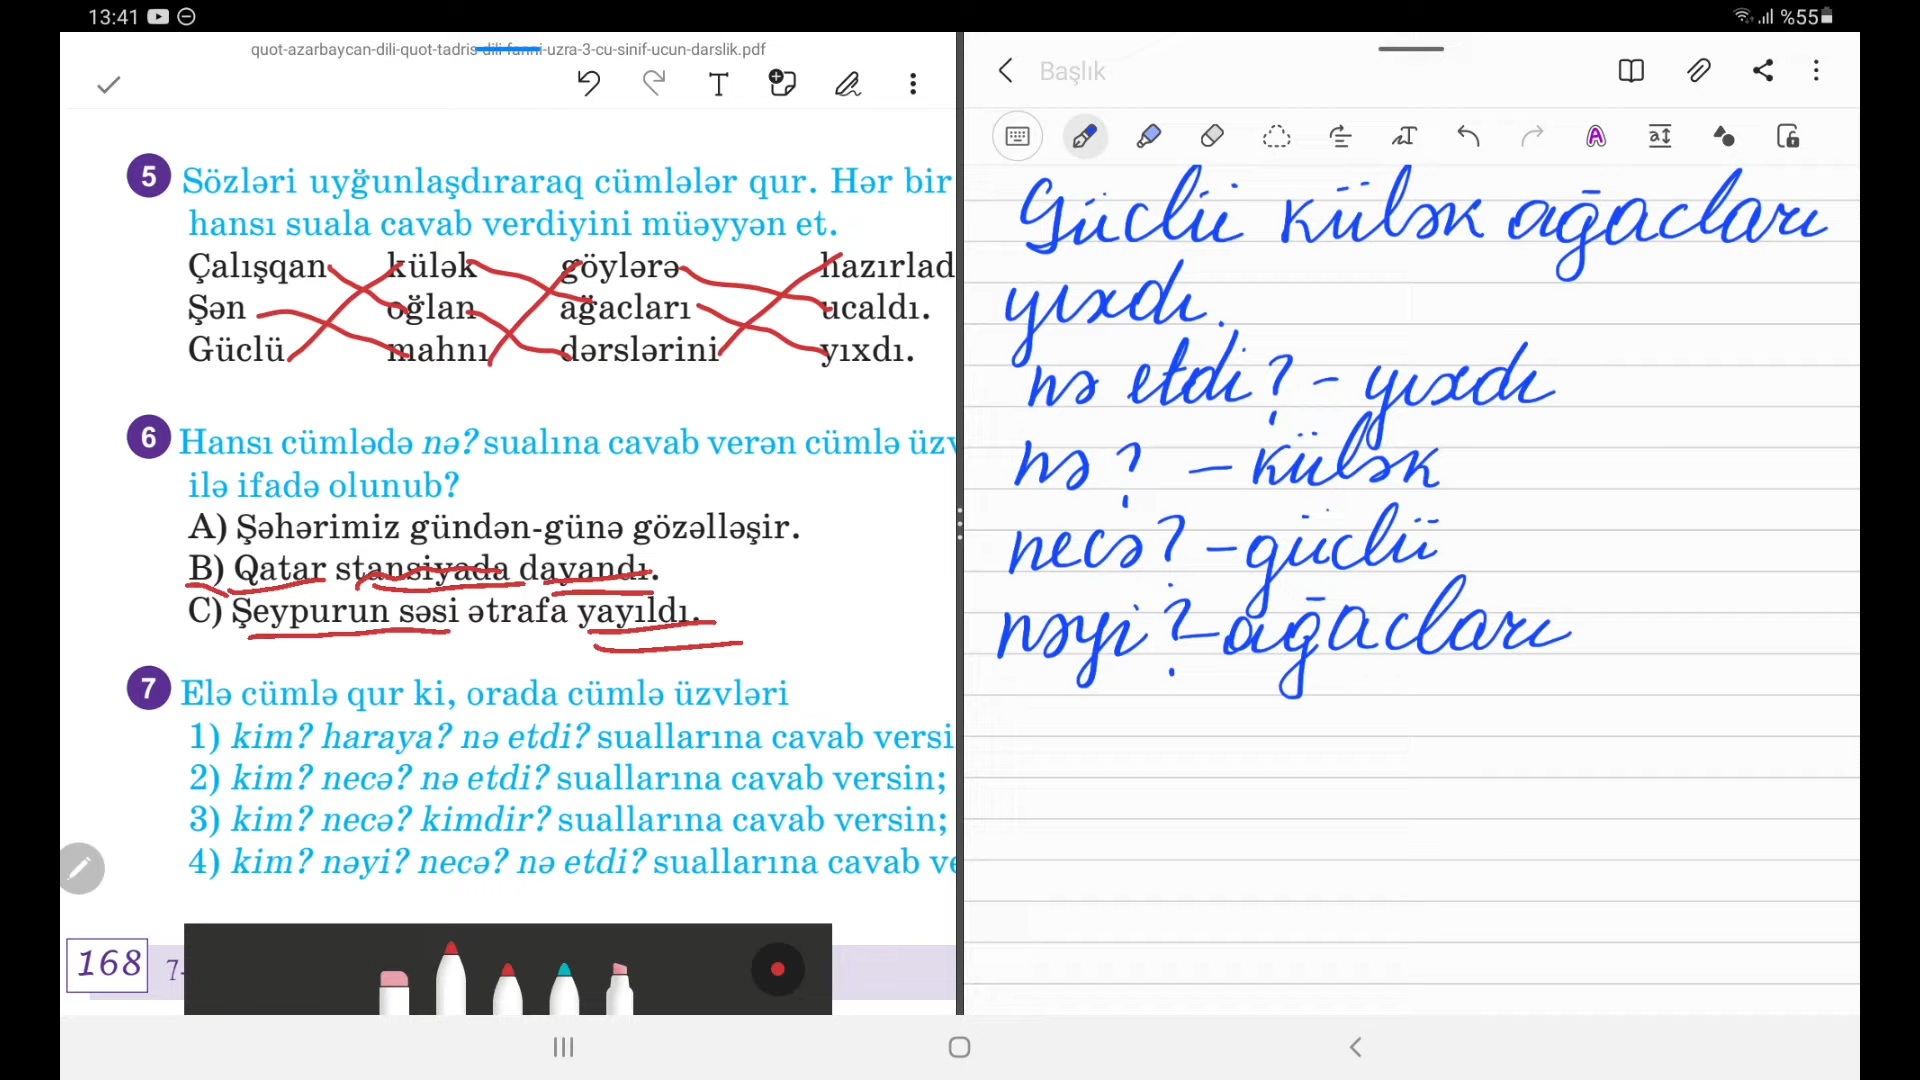 13:41
%55
quot-azarbaycan-dili-quot-tadris-dili-fanni-uzra-3-cu-sinif-ucun-darslik.pdf
5 Sözləri uyğunlaşdıraraq cümlələr qur. Hər bir
hansı suala cavab verdiyini müəyyən et.
Çalışqan külək göylərə hazırlad
Şən oğlan ağacları ucaldı.
Güclü mahnı dərslərini yıxdı.
6 Hansı cümlədə nə? sualına cavab verən cümlə üzv
ilə ifadə olunub?
A) Şəhərimiz gündən-günə gözəlləşir.
B) Qatar stansiyada dayandı.
C) Şeypurun səsi ətrafa yayıldı.
7 Elə cümlə qur ki, orada cümlə üzvləri
1) kim? haraya? nə etdi? suallarına cavab versi
2) kim? necə? nə etdi? suallarına cavab versin;
3) kim? necə? kimdir? suallarına cavab versin;
4) kim? nəyi? necə? nə etdi? suallarına cavab ve
168 7-
Başlık
Güclü külək ağacları
yıxdı.
nə etdi? – yıxdı
nə? – külək
necə? – güclü
nəyi? – ağacları